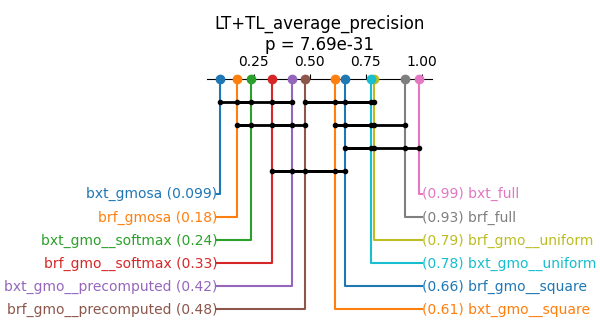 LT+TL_average_precision
p = 7.69e-31
0.25 0.50 0.75 1.00
bxt_gmosa (0.099) (0.99) bxt_full
brf_gmosa (0.18) (0.93) brf_full
bxt_gmo__softmax (0.24) (0.79) brf_gmo__uniform
brf_gmo__softmax (0.33) (0.78) bxt_gmo__uniform
bxt_gmo__precomputed (0.42) (0.66) brf_gmo__square
brf_gmo__precomputed (0.48) (0.61) bxt_gmo__square